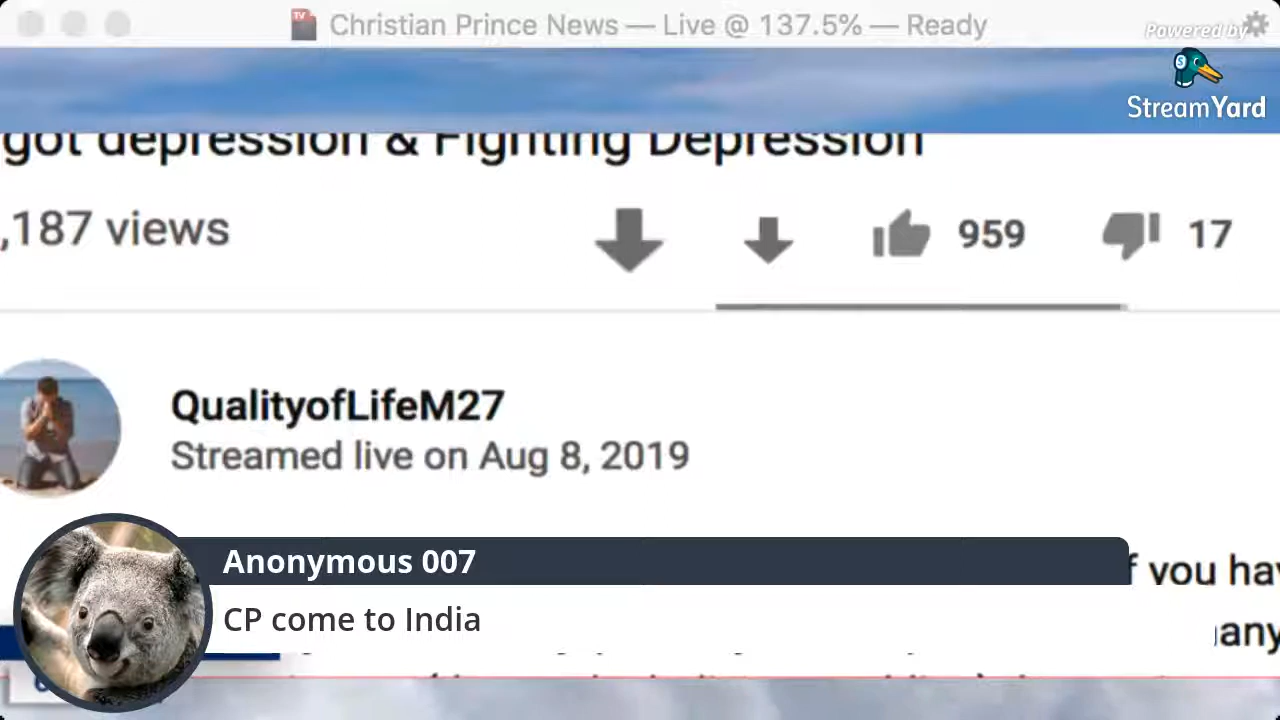 Christian Prince News — Live @ 137.5% — Ready
Powered by
StreamYard
got depression & Fighting Depression
,187 views
959
17
QualityofLifeM27
Streamed live on Aug 8, 2019
Anonymous 007
CP come to India
f you hav
any